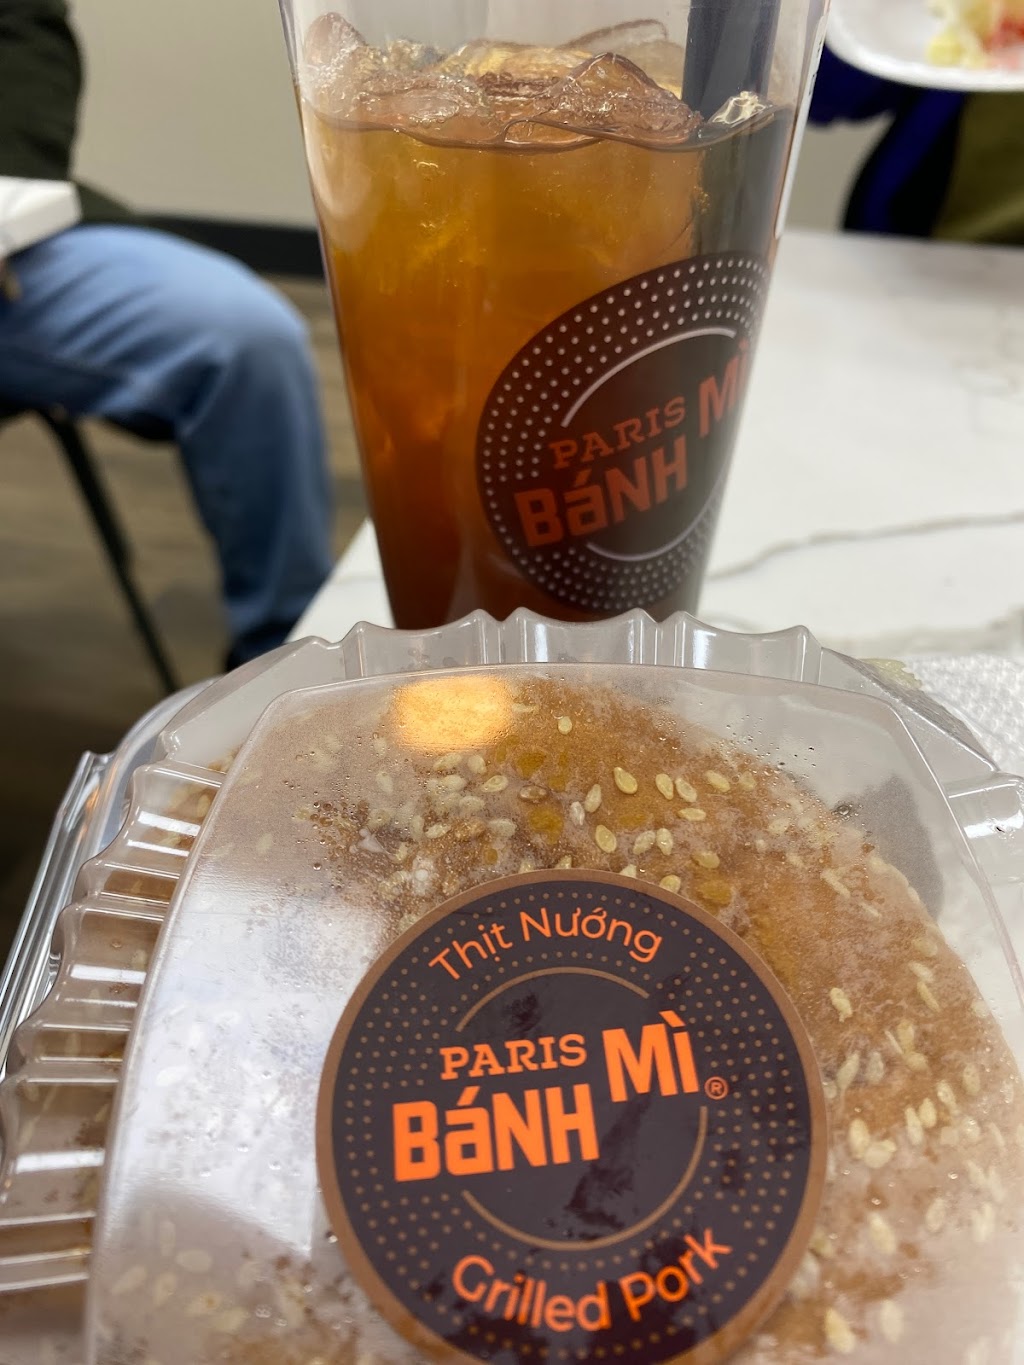 PARIS
BáNH MÌ
Thịt Nướng
PARIS
BáNH MÌ®
Grilled Pork